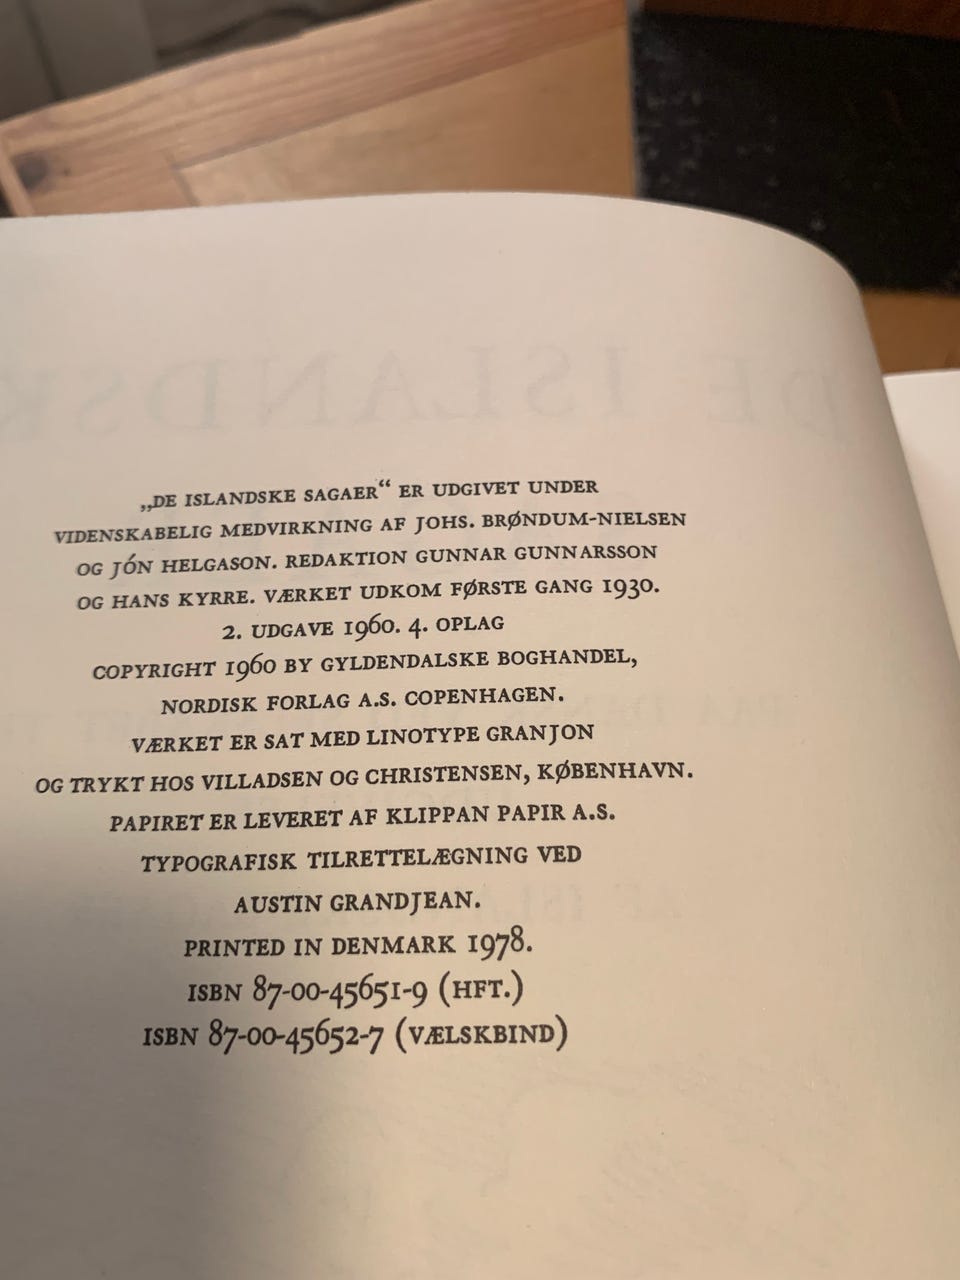 „DE ISLANDSKE SAGAER“ ER UDGIVET UNDER
VIDENSKABELIG MEDVIRKNING AF JOHS. BRØNDUM-NIELSEN
OG JÓN HELGASON. REDAKTION GUNNAR GUNNARSSON
OG HANS KYRRE. VÆRKET UDKOM FØRSTE GANG 1930.
2. UDGAVE 1960. 4. OPLAG
COPYRIGHT 1960 BY GYLDENDALSKE BOGHANDEL,
NORDISK FORLAG A.S. COPENHAGEN.
VÆRKET ER SAT MED LINOTYPE GRANJON
OG TRYKT HOS VILLADSEN OG CHRISTENSEN, KØBENHAVN.
PAPIRET ER LEVERET AF KLIPPAN PAPIR A.S.
TYPOGRAFISK TILRETTELÆGNING VED
AUSTIN GRANDJEAN.
PRINTED IN DENMARK 1978.
ISBN 87-00-45651-9 (HFT.)
ISBN 87-00-45652-7 (VÆLSKBIND)